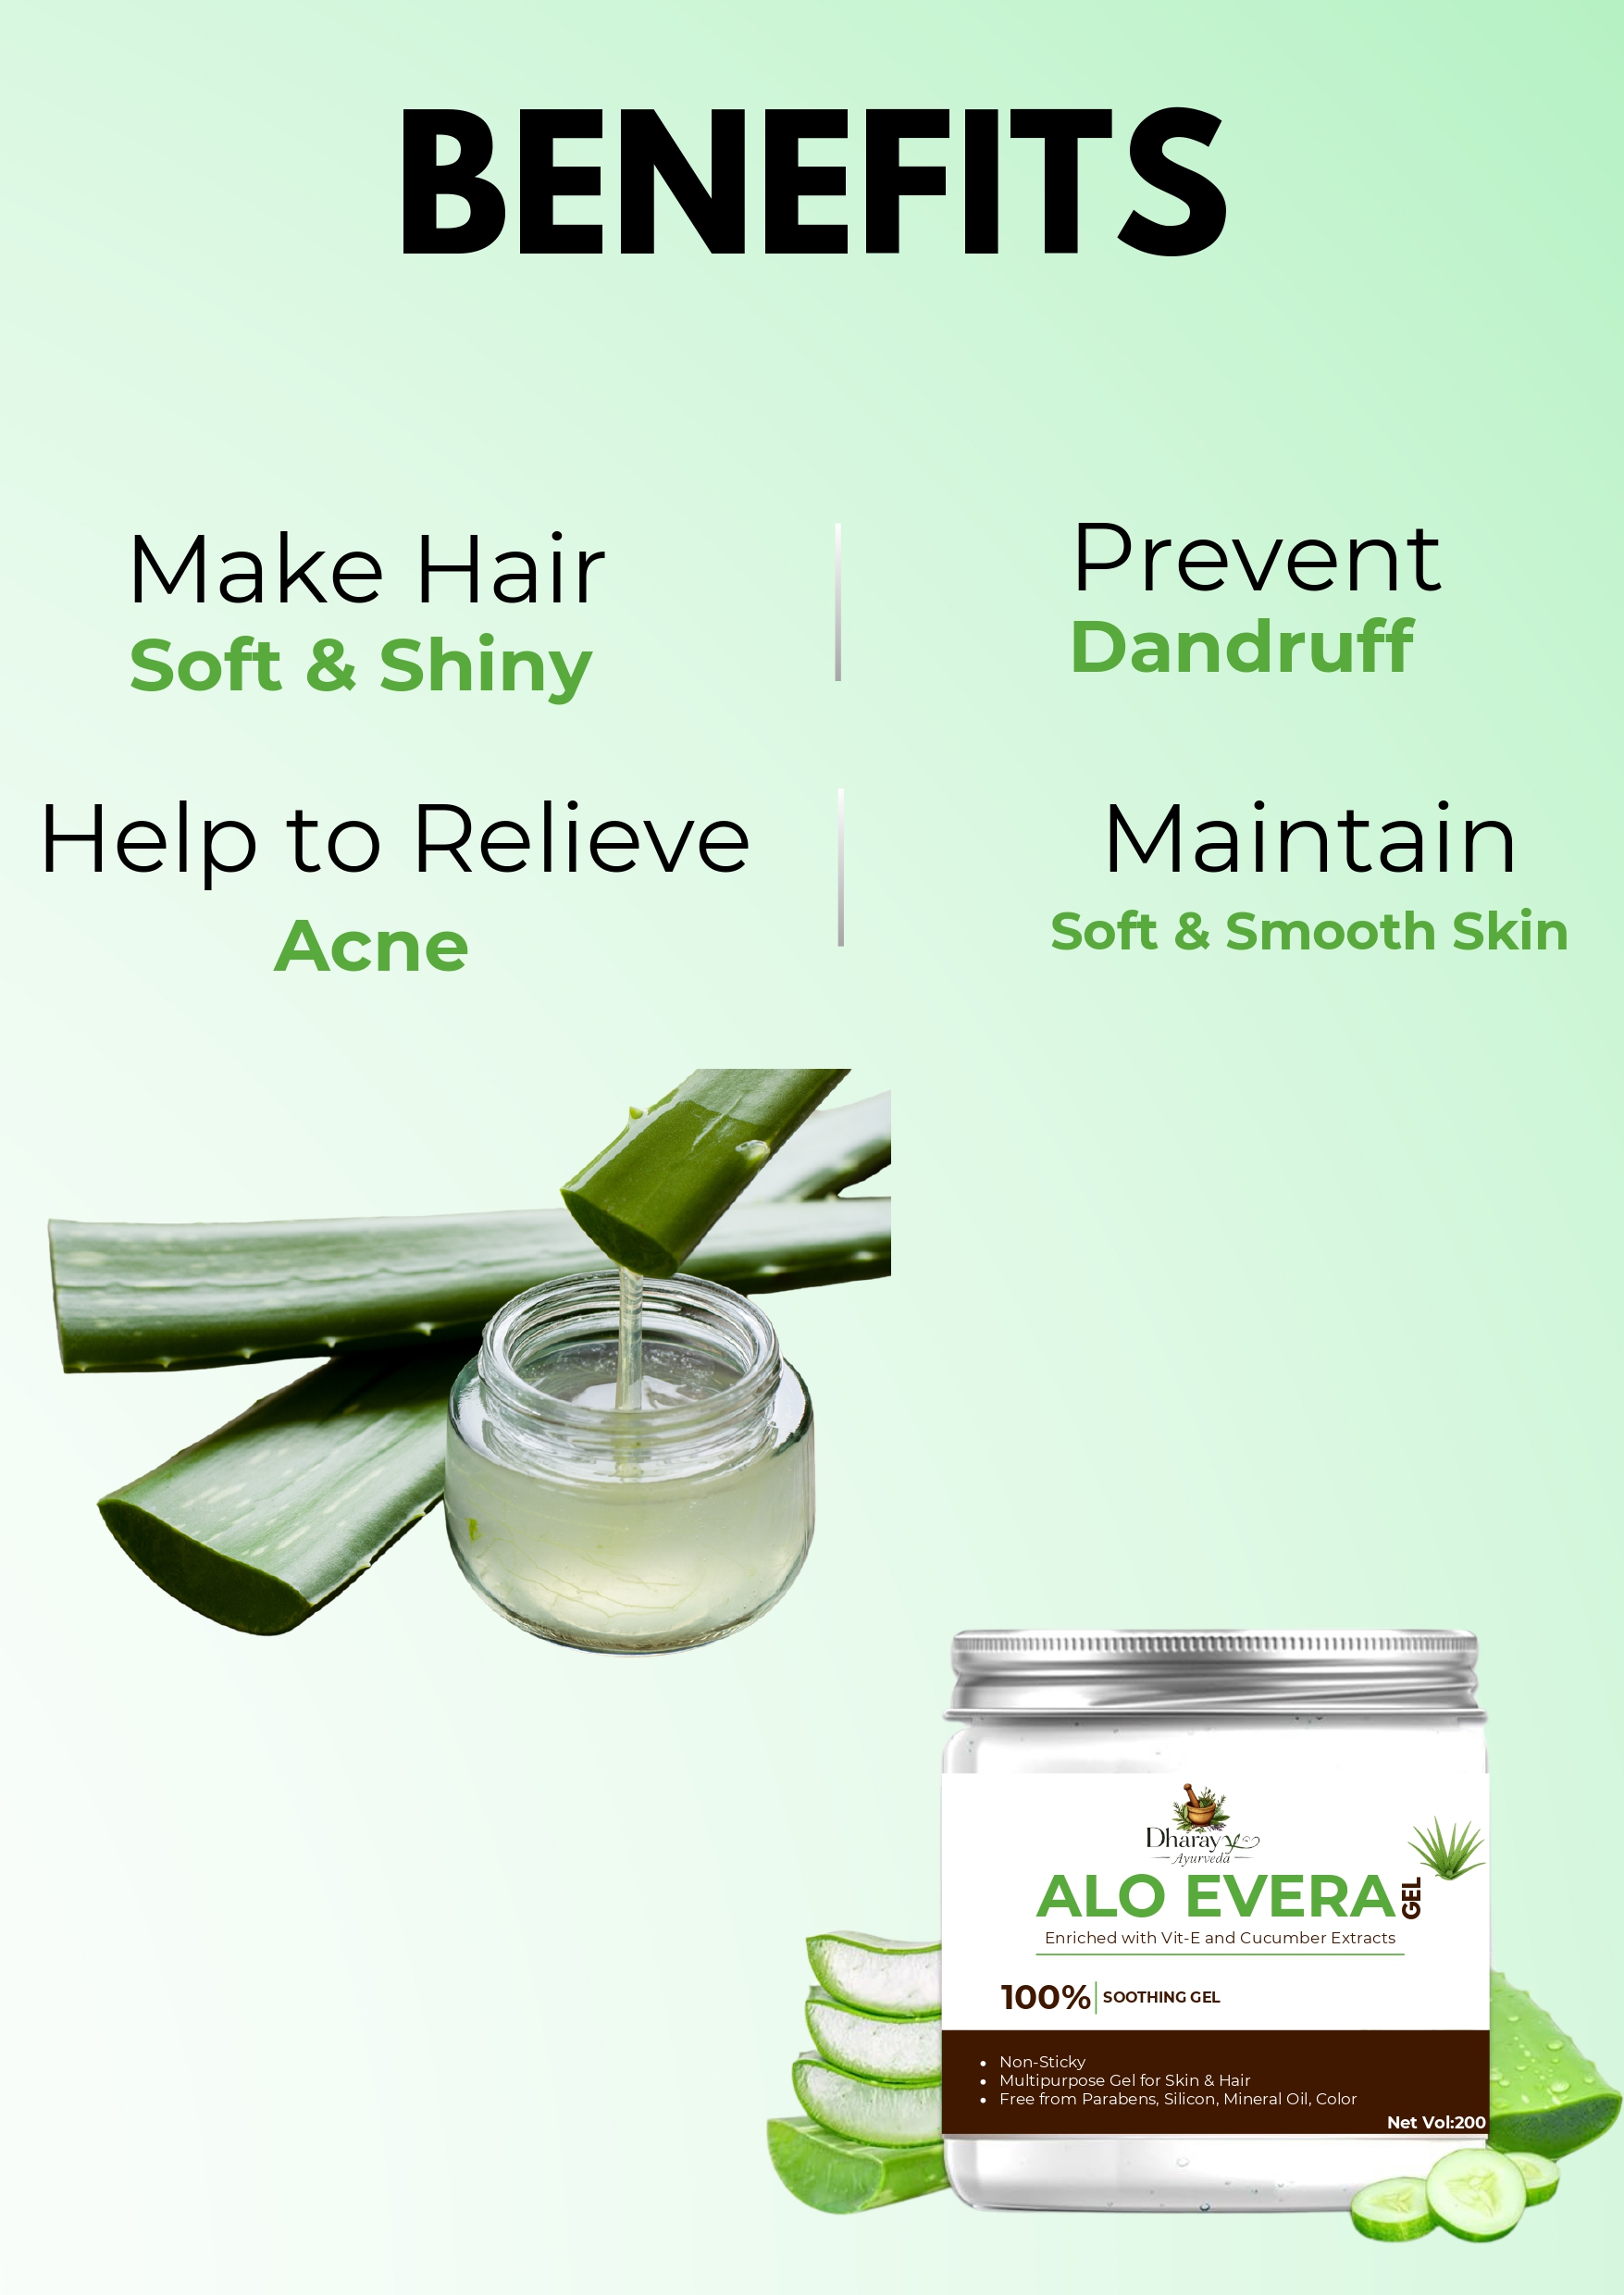 BENEFITS
Make Hair
Soft & Shiny
Prevent
Dandruff
Help to Relieve
Acne
Maintain
Soft & Smooth Skin
Dharayy
Ayurveda
ALO EVERA
GEL
Enriched with Vit-E and Cucumber Extracts
100%
SOOTHING GEL
• Non-Sticky
• Multipurpose Gel for Skin & Hair
• Free from Parabens, Silicon, Mineral Oil, Color
Net Vol:200